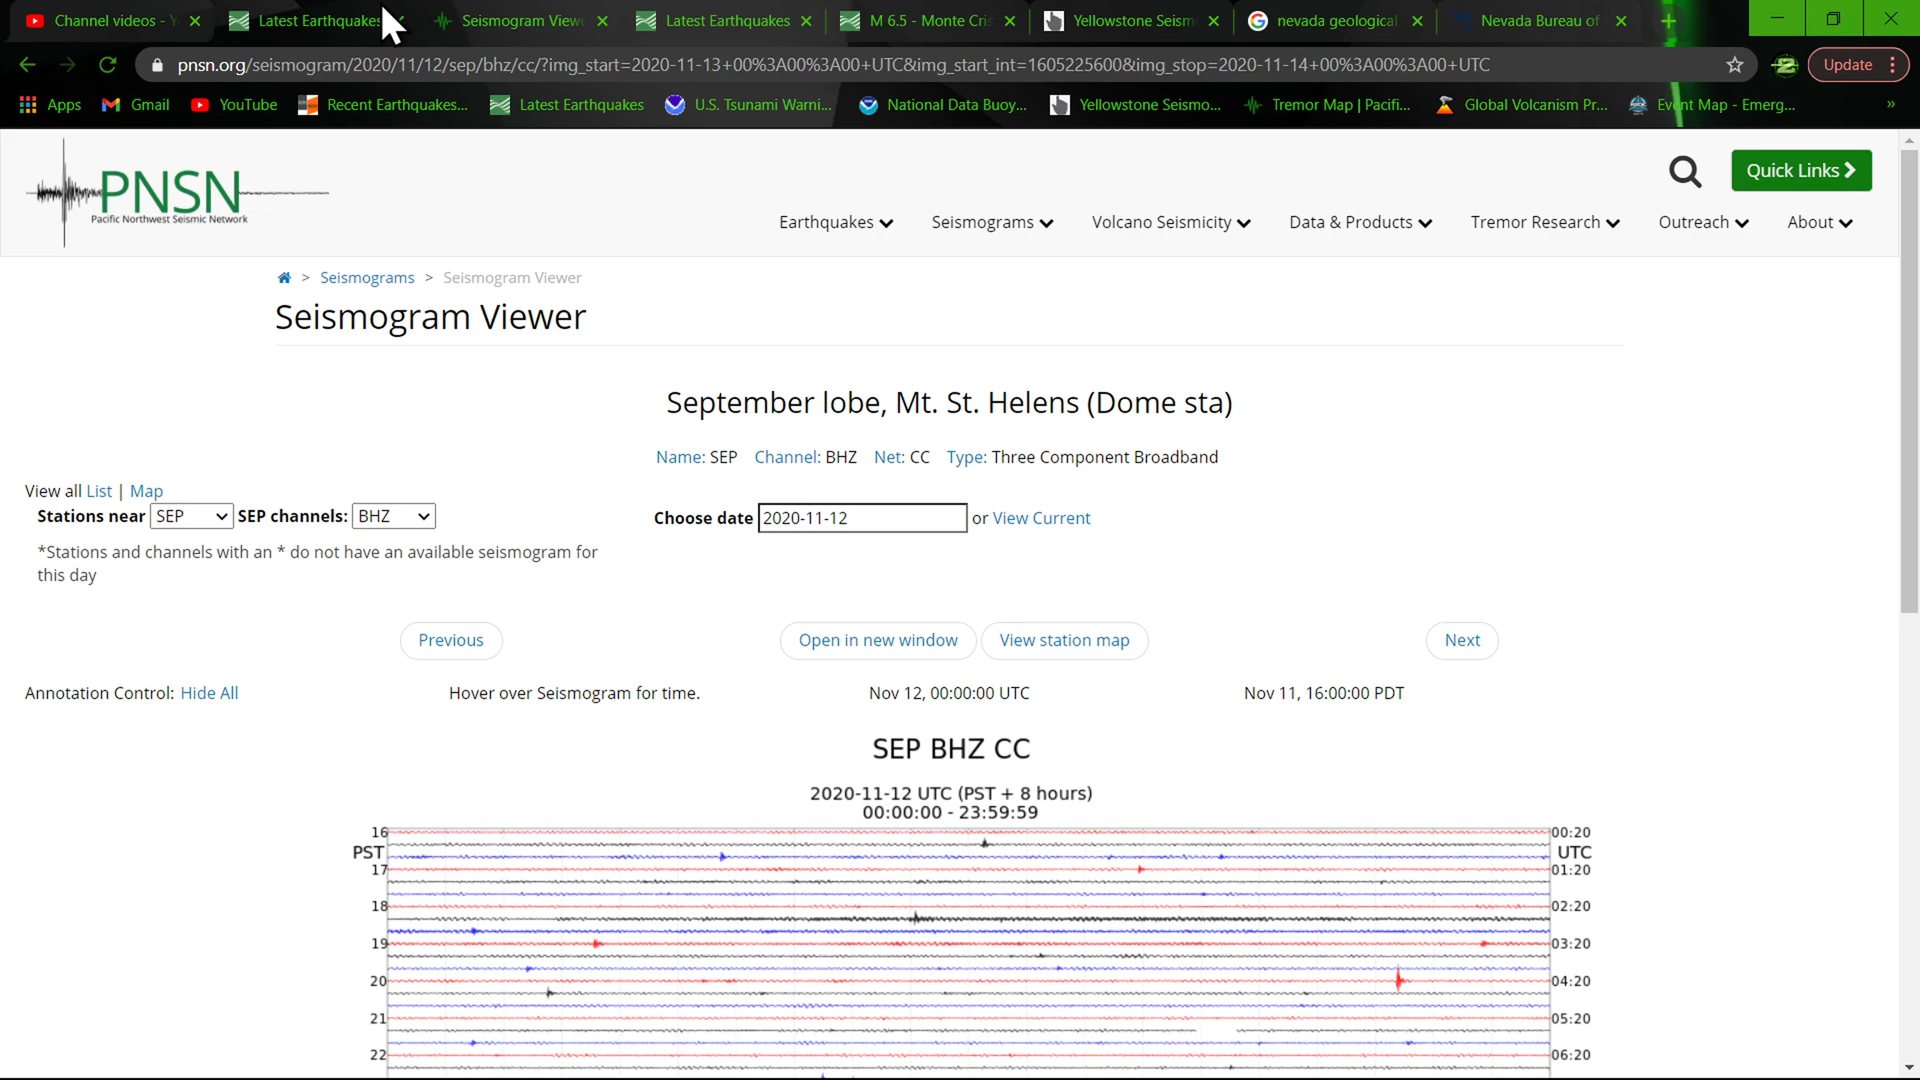 Channel videos - Y
Latest Earthquakes
Seismogram View
Latest Earthquakes
M 6.5 - Monte Cris
Yellowstone Seism
nevada geological
Nevada Bureau of
pnsn.org/seismogram/2020/11/12/sep/bhz/cc/?img_start=2020-11-13+00%3A00%3A00+UTC&img_start_int=1605225600&img_stop=2020-11-14+00%3A00%3A00+UTC
Update
Apps
Gmail
YouTube
Recent Earthquakes...
Latest Earthquakes
U.S. Tsunami Warni...
National Data Buoy...
Yellowstone Seismo...
Tremor Map | Pacifi...
Global Volcanism Pr...
Event Map - Emerg...
»
PNSN
Pacific Northwest Seismic Network
Quick Links
Earthquakes
Seismograms
Volcano Seismicity
Data & Products
Tremor Research
Outreach
About
> Seismograms > Seismogram Viewer
Seismogram Viewer
September lobe, Mt. St. Helens (Dome sta)
Name: SEP Channel: BHZ Net: CC Type: Three Component Broadband
View all List | Map
Stations near SEP SEP channels: BHZ
Choose date 2020-11-12 or View Current
*Stations and channels with an * do not have an available seismogram for
this day
Previous
Open in new window
View station map
Next
Annotation Control: Hide All
Hover over Seismogram for time.
Nov 12, 00:00:00 UTC
Nov 11, 16:00:00 PDT
SEP BHZ CC
2020-11-12 UTC (PST + 8 hours)
00:00:00 - 23:59:59
16 00:20
PST UTC
17 01:20
18 02:20
19 03:20
20 04:20
21 05:20
22 06:20